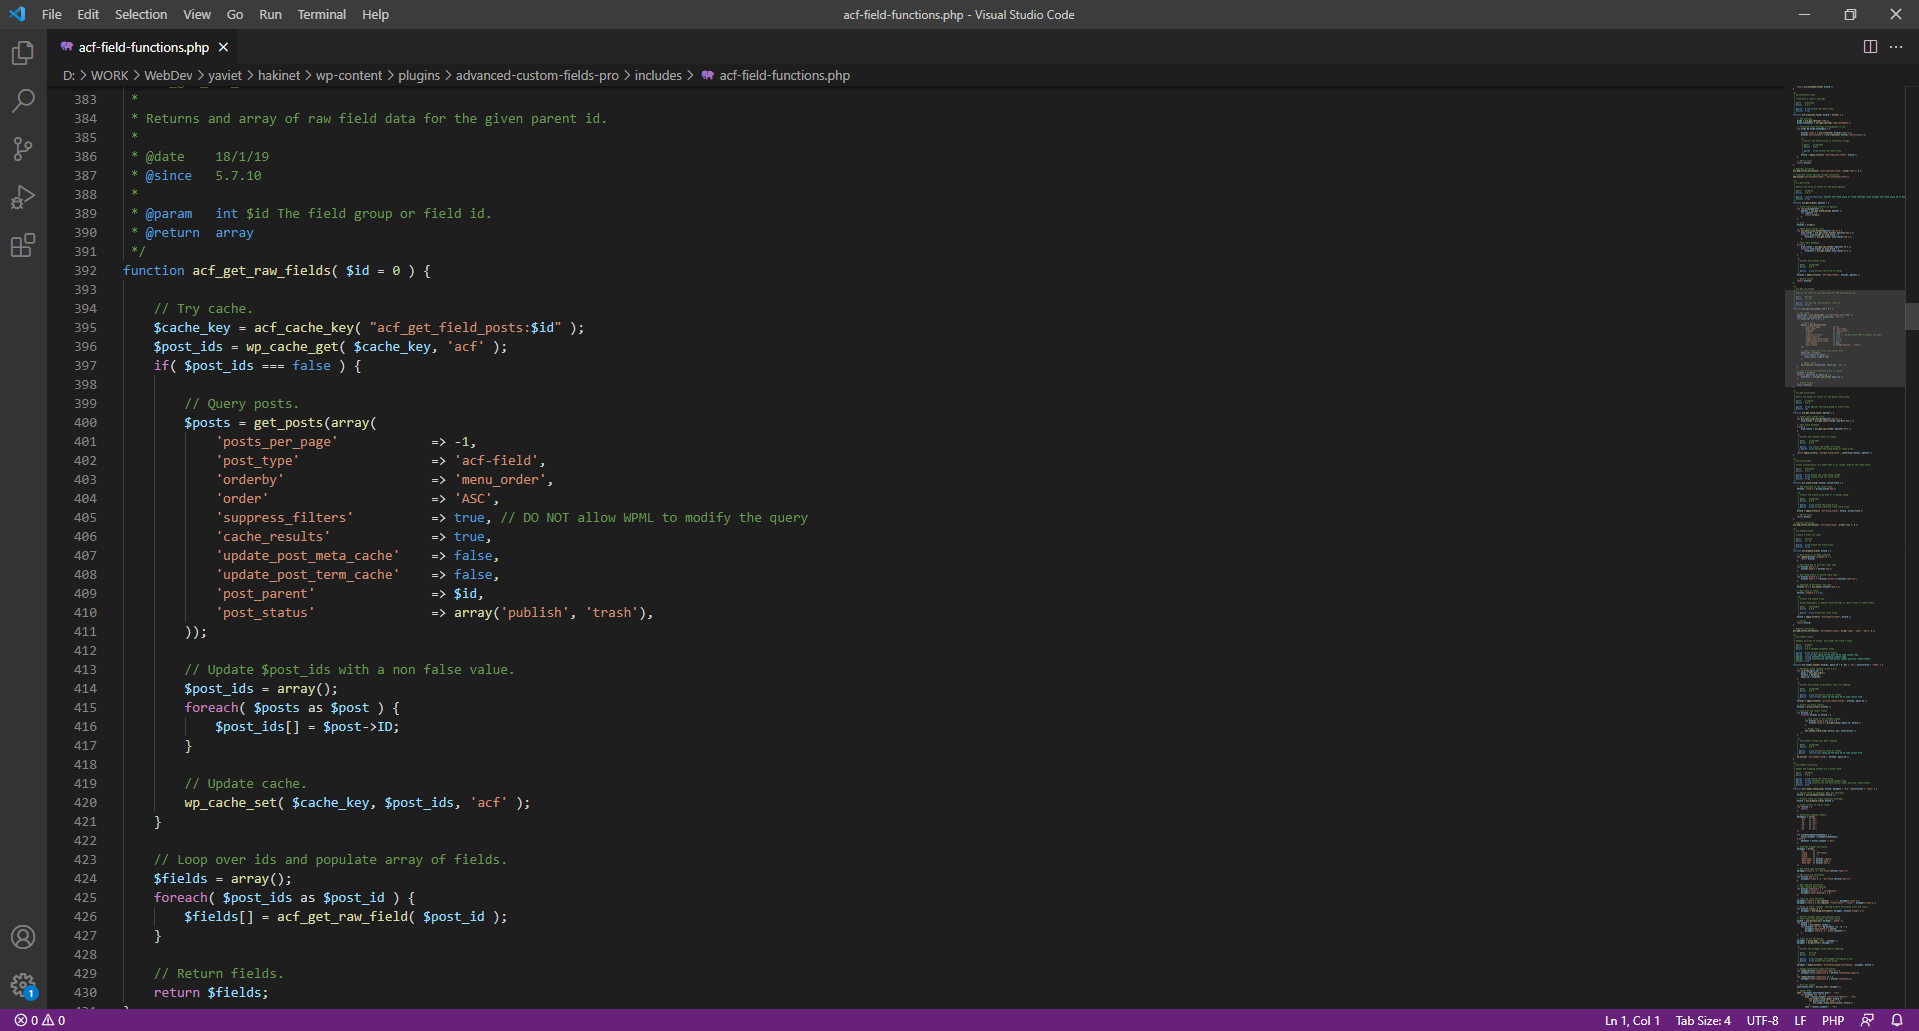 File Edit Selection View Go Run Terminal Help
acf-field-functions.php - Visual Studio Code
acf-field-functions.php
D: > WORK > WebDev > yaviet > hakinet > wp-content > plugins > advanced-custom-fields-pro > includes > acf-field-functions.php
383 *
384 * Returns and array of raw field data for the given parent id.
385 *
386 * @date 18/1/19
387 * @since 5.7.10
388 *
389 * @param int $id The field group or field id.
390 * @return array
391 */
392 function acf_get_raw_fields( $id = 0 ) {
393
394 // Try cache.
395 $cache_key = acf_cache_key( "acf_get_field_posts:$id" );
396 $post_ids = wp_cache_get( $cache_key, 'acf' );
397 if( $post_ids === false ) {
398
399 // Query posts.
400 $posts = get_posts(array(
401 'posts_per_page' => -1,
402 'post_type' => 'acf-field',
403 'orderby' => 'menu_order',
404 'order' => 'ASC',
405 'suppress_filters' => true, // DO NOT allow WPML to modify the query
406 'cache_results' => true,
407 'update_post_meta_cache' => false,
408 'update_post_term_cache' => false,
409 'post_parent' => $id,
410 'post_status' => array('publish', 'trash'),
411 ));
412
413 // Update $post_ids with a non false value.
414 $post_ids = array();
415 foreach( $posts as $post ) {
416 $post_ids[] = $post->ID;
417 }
418
419 // Update cache.
420 wp_cache_set( $cache_key, $post_ids, 'acf' );
421 }
422
423 // Loop over ids and populate array of fields.
424 $fields = array();
425 foreach( $post_ids as $post_id ) {
426 $fields[] = acf_get_raw_field( $post_id );
427 }
428
429 // Return fields.
430 return $fields;
1
0 0 Ln 1, Col 1 Tab Size: 4 UTF-8 LF PHP